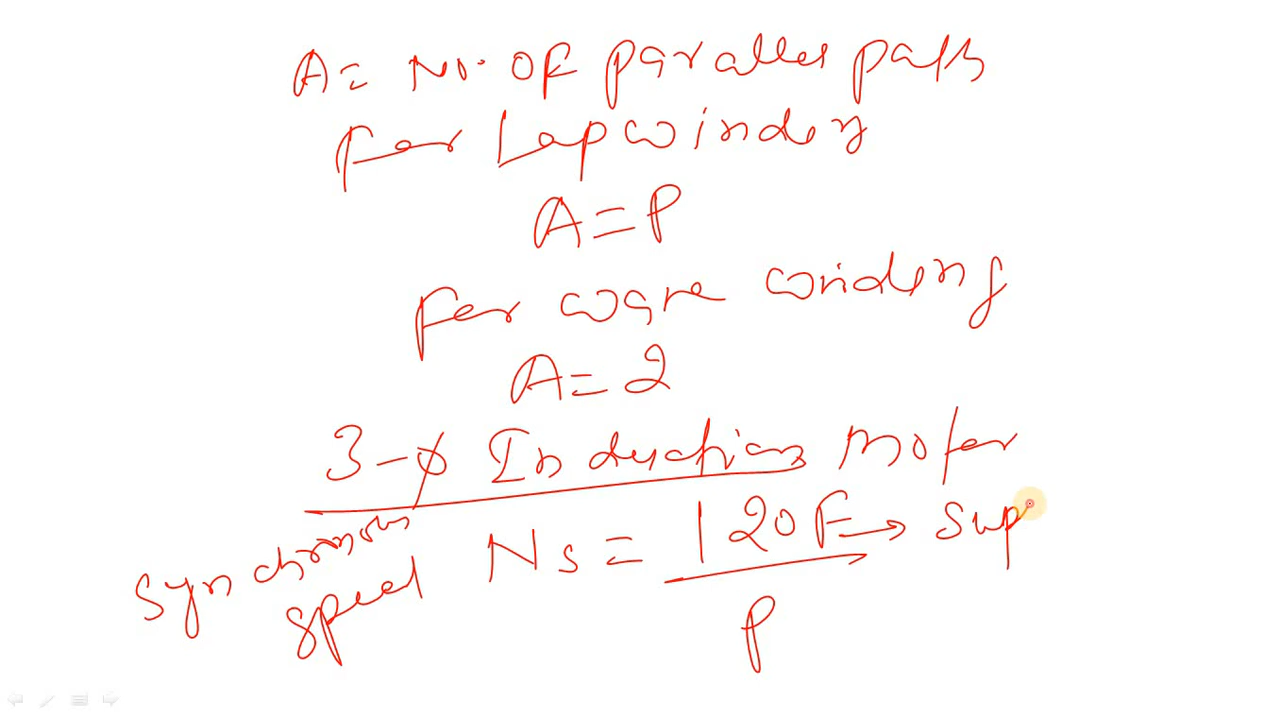 A = No. OF parallel path
For Lap winding
A = P
For wave winding
A = 2
3-φ Induction motor
Synchronous speed Ns = 120F → Sup
P